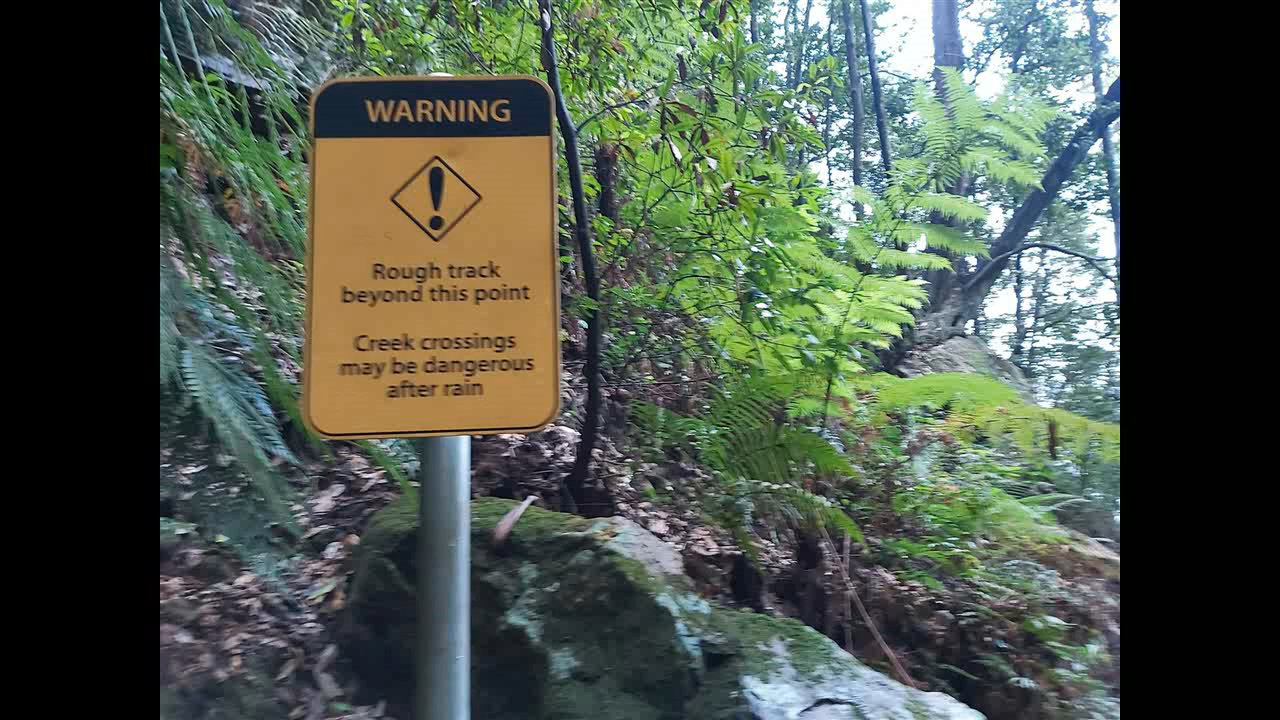 WARNING
!
Rough track
beyond this point
Creek crossings
may be dangerous
after rain